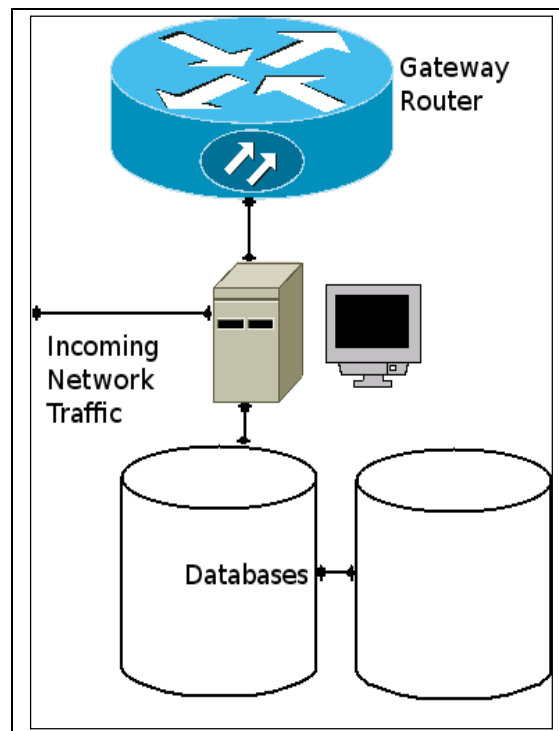 Gateway
Router
Incoming
Network
Traffic
Databases